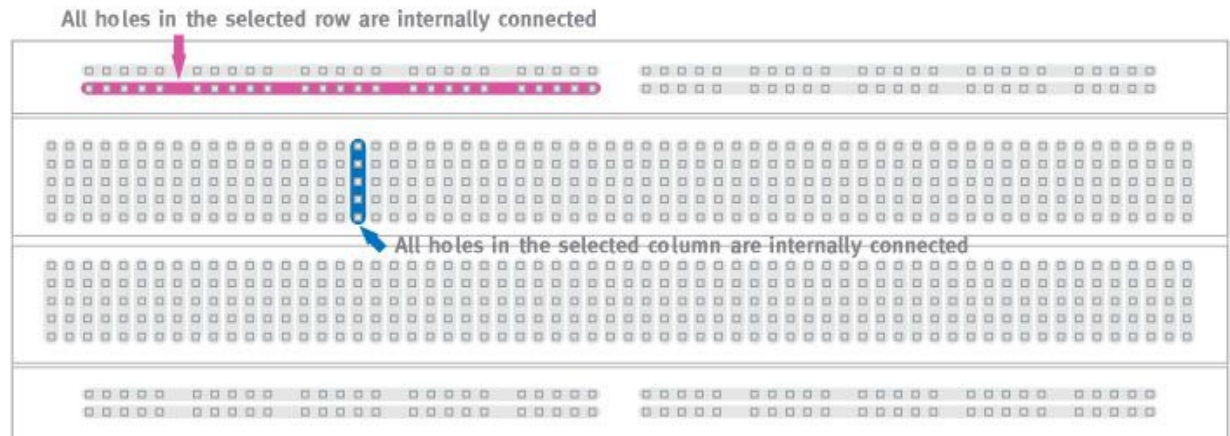 All holes in the selected row are internally connected
All holes in the selected column are internally connected